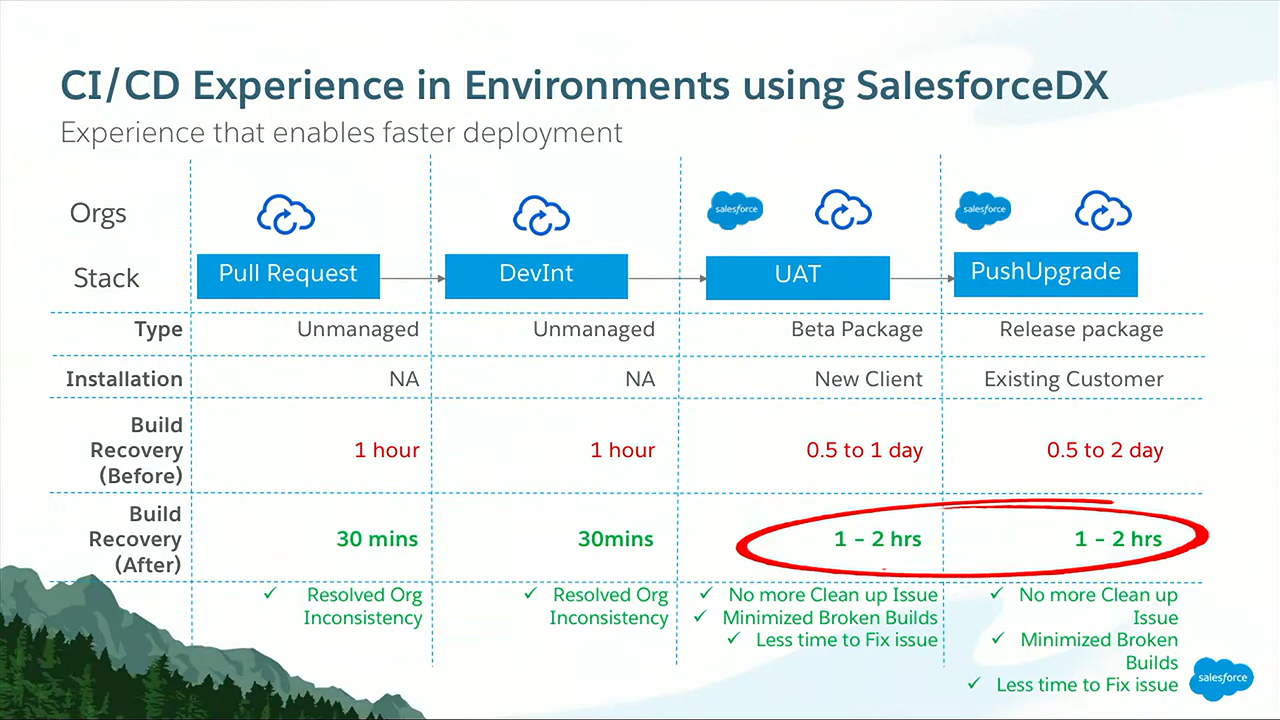 CI/CD Experience in Environments using SalesforceDX
Experience that enables faster deployment
Orgs
salesforce
salesforce
Stack
Pull Request
DevInt
UAT
PushUpgrade
Type
Unmanaged
Unmanaged
Beta Package
Release package
Installation
NA
NA
New Client
Existing Customer
Build
Recovery
(Before)
1 hour
1 hour
0.5 to 1 day
0.5 to 2 day
Build
Recovery
(After)
30 mins
30mins
1 – 2 hrs
1 – 2 hrs
✓ Resolved Org
Inconsistency
✓ Resolved Org
Inconsistency
✓ No more Clean up Issue
✓ Minimized Broken Builds
✓ Less time to Fix issue
✓ No more Clean up
Issue
✓ Minimized Broken
Builds
✓ Less time to Fix issue
salesforce